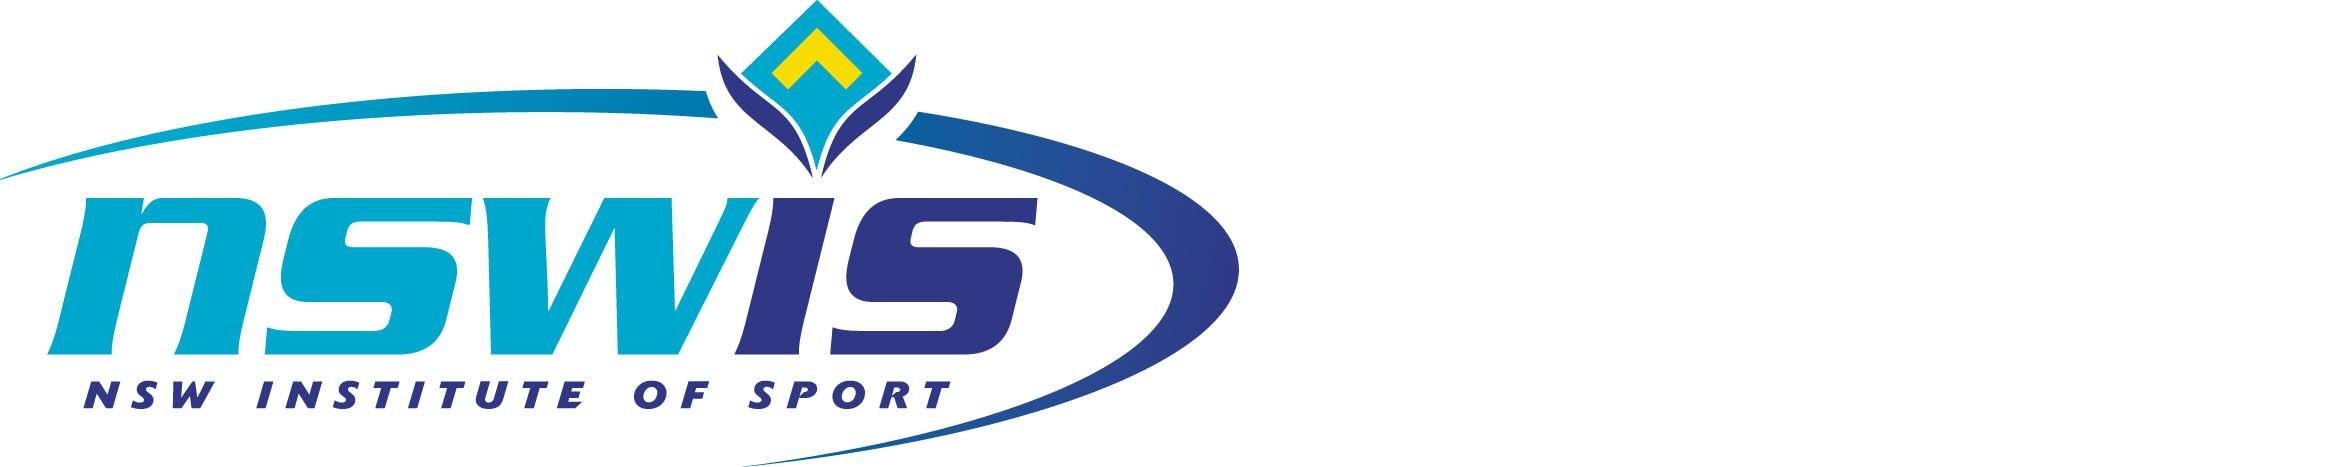 nswis
NSW INSTITUTE OF SPORT